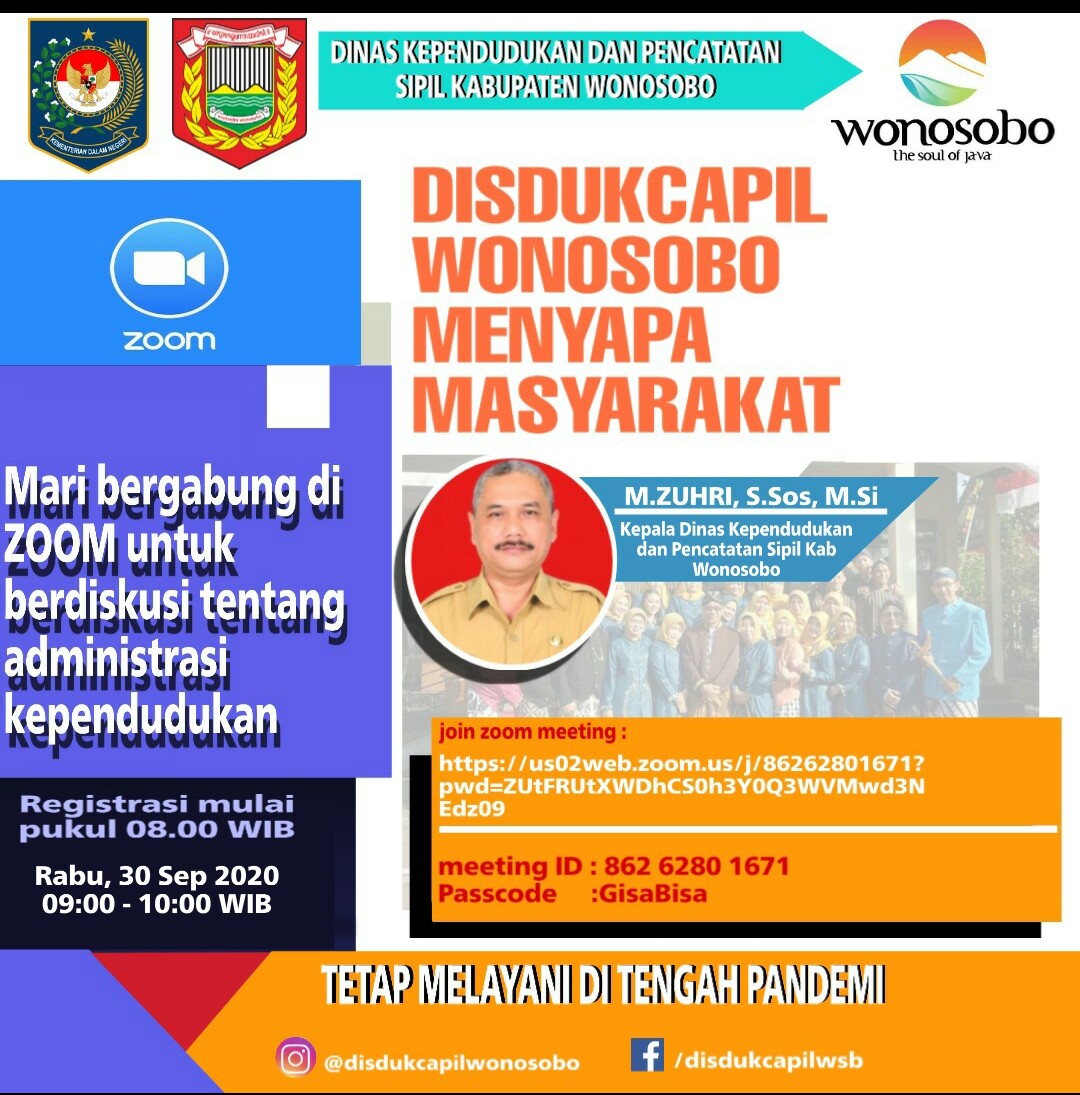 KEMENTERIAN DALAM NEGERI
DINAS KEPENDUDUKAN DAN PENCATATAN
SIPIL KABUPATEN WONOSOBO
wonosobo
the soul of java
zoom
DISDUKCAPIL
WONOSOBO
MENYAPA
MASYARAKAT
Mari bergabung di
ZOOM untuk
berdiskusi tentang
administrasi
kependudukan
M.ZUHRI, S.Sos, M.Si
Kepala Dinas Kependudukan
dan Pencatatan Sipil Kab
Wonosobo
join zoom meeting :
https://us02web.zoom.us/j/86262801671?
pwd=ZUtFRUtXWDhCS0h3Y0Q3WVMwd3N
Edz09
meeting ID : 862 6280 1671
Passcode :GisaBisa
Registrasi mulai
pukul 08.00 WIB
Rabu, 30 Sep 2020
09:00 - 10:00 WIB
TETAP MELAYANI DI TENGAH PANDEMI
@disdukcapilwonosobo
/disdukcapilwsb